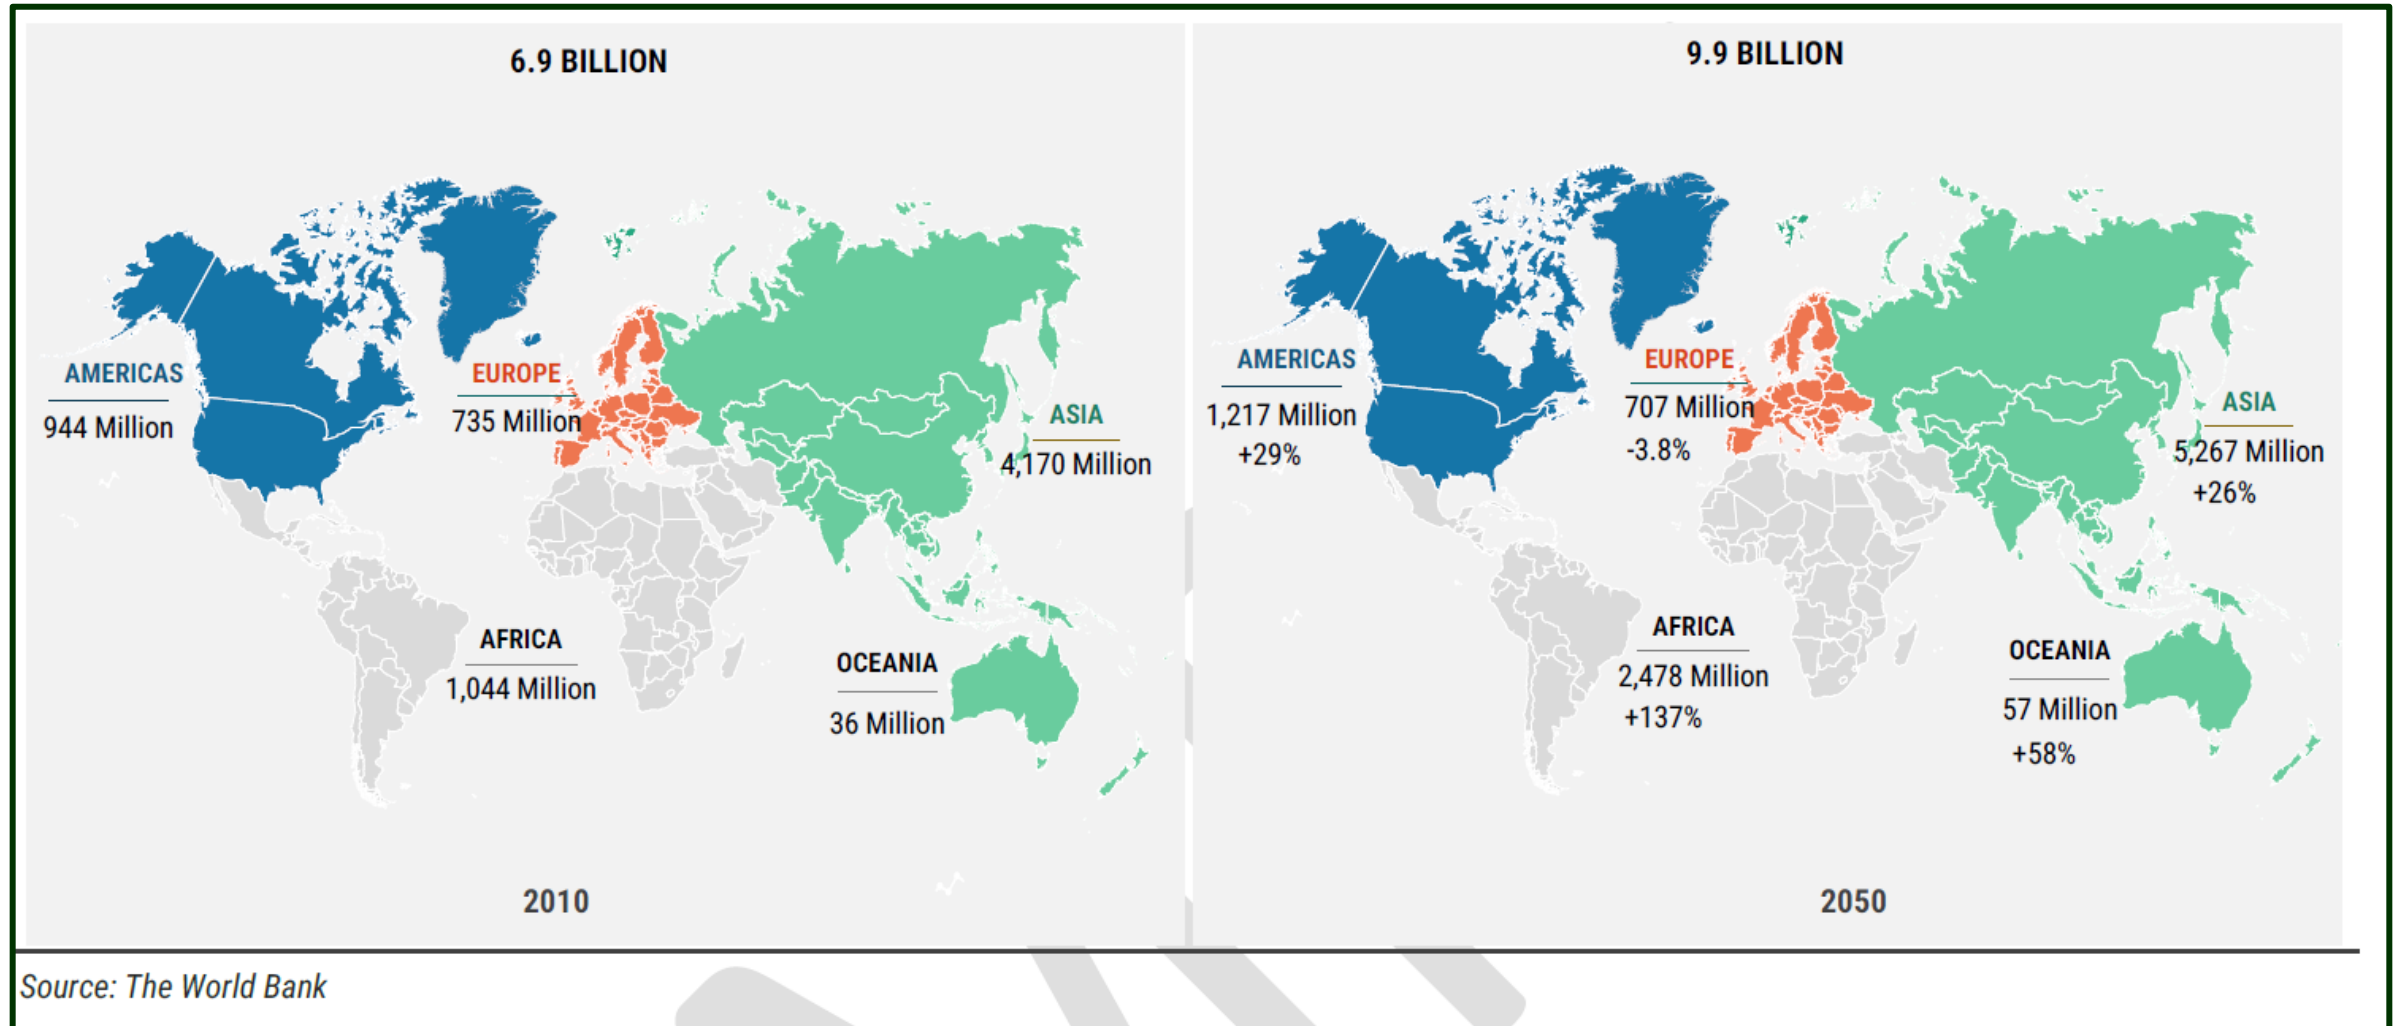 6.9 BILLION
AMERICAS
944 Million
EUROPE
735 Million
ASIA
4,170 Million
AFRICA
1,044 Million
OCEANIA
36 Million
2010
9.9 BILLION
AMERICAS
1,217 Million
+29%
EUROPE
707 Million
-3.8%
ASIA
5,267 Million
+26%
AFRICA
2,478 Million
+137%
OCEANIA
57 Million
+58%
2050
Source: The World Bank